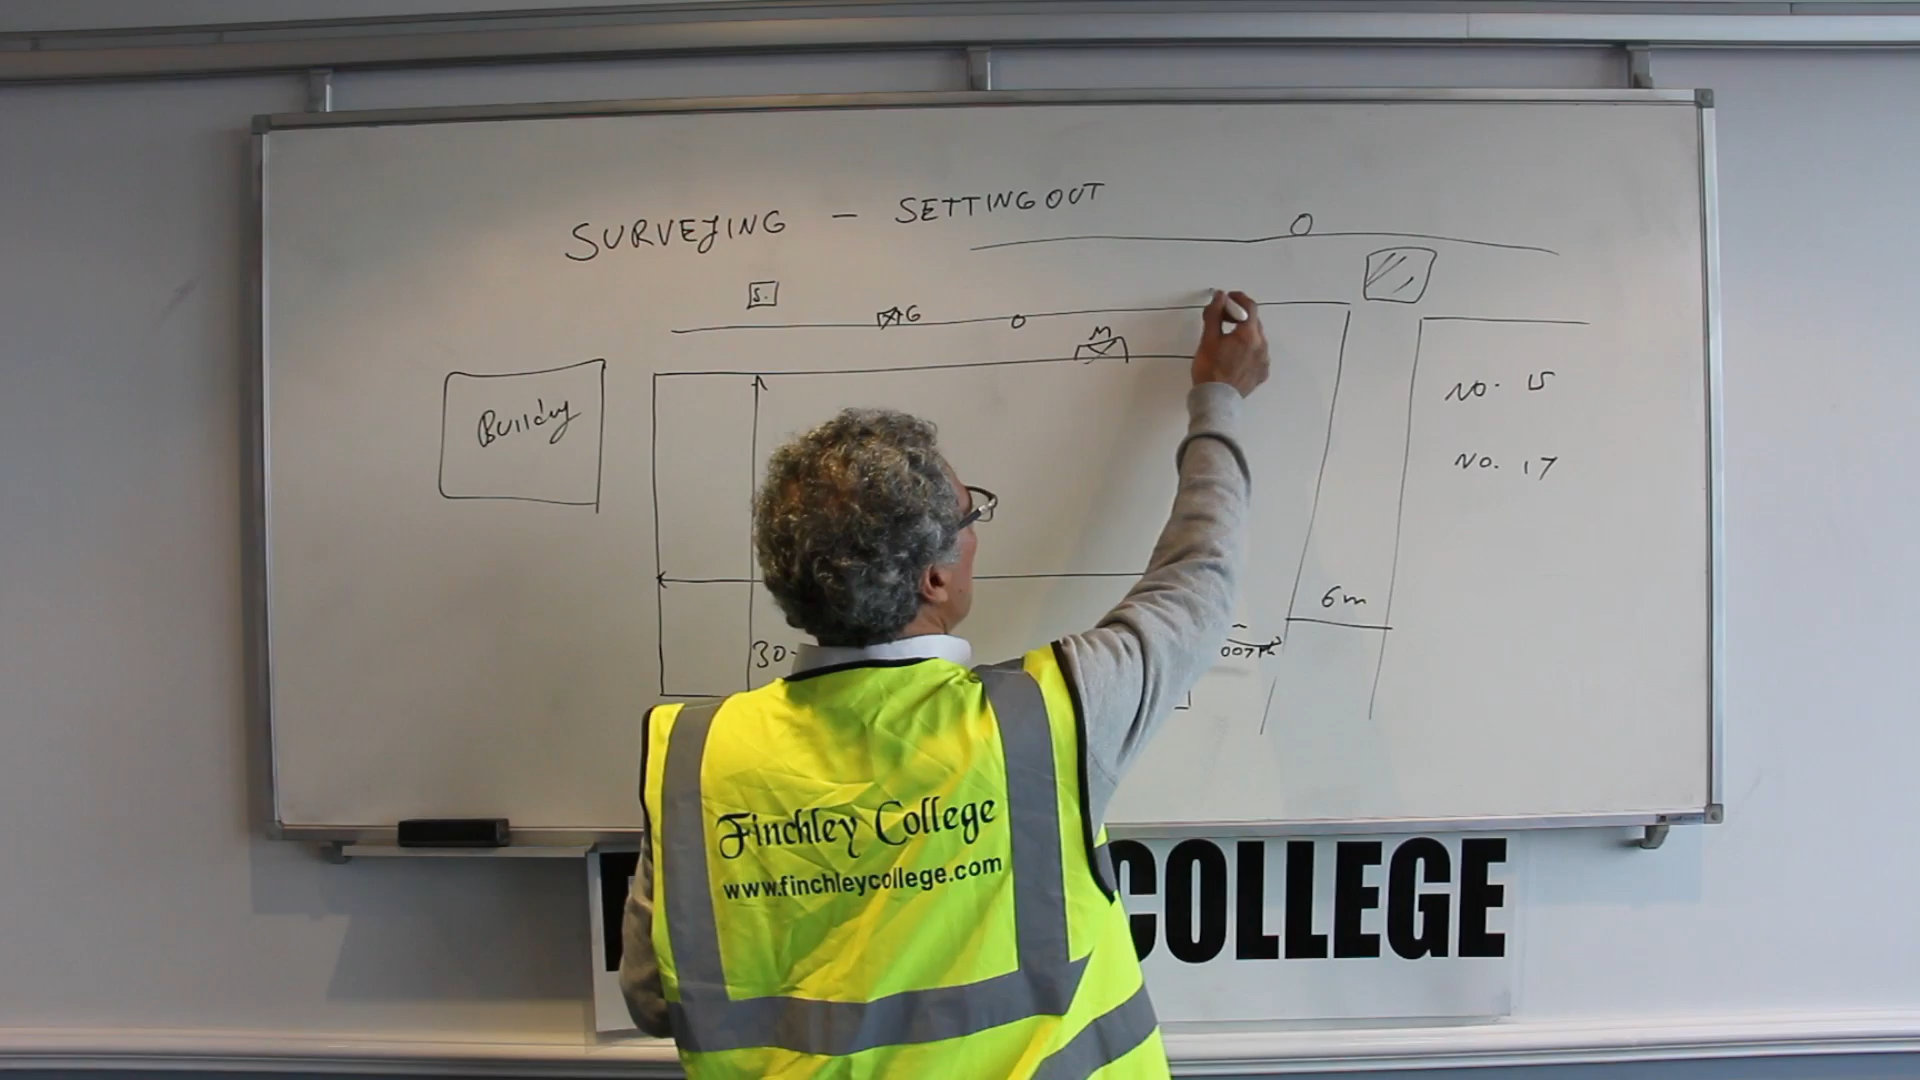 SURVEYING - SETTING OUT
S.
G
M
Building
No. 15
No. 17
6m
30
Finchley College
www.finchleycollege.com
COLLEGE